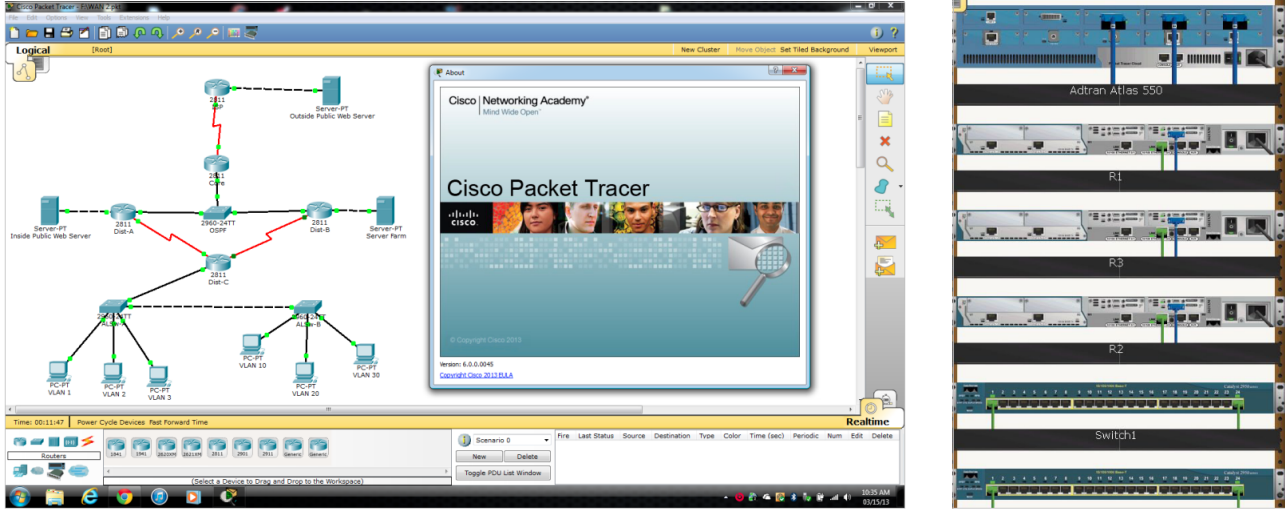 Cisco Packet Tracer - E:\WAN 2.pkt
File Edit Options View Tools Extensions Help
Logical
[Root]
New Cluster Move Object Set Tiled Background Viewport
2811
ISP
Server-PT
Outside Public Web Server
2811
Core
Server-PT
Inside Public Web Server
2811
Dist-A
2960-24TT
OSPF
2811
Dist-B
Server-PT
Server Farm
2811
Dist-C
2960-24TT
ALSw-A
2960-24TT
ALSw-B
PC-PT
VLAN 1
PC-PT
VLAN 2
PC-PT
VLAN 3
PC-PT
VLAN 10
PC-PT
VLAN 20
PC-PT
VLAN 30
About
Cisco Networking Academy®
Mind Wide Open™
Cisco Packet Tracer
CISCO
© Copyright Cisco 2013
Version: 6.0.0.0045
Copyright Cisco 2013 EULA
Time: 00:11:47 Power Cycle Devices Fast Forward Time
Realtime
Routers
1841 1941 2620XM 2621XM 2811 2901 2911 Generic Generic
(Select a Device to Drag and Drop to the Workspace)
Scenario 0
New Delete
Toggle PDU List Window
Fire Last Status Source Destination Type Color Time (sec) Periodic Num Edit Delete
10:35 AM
03/15/13
Adtran Atlas 550
R1
R3
R2
Switch1